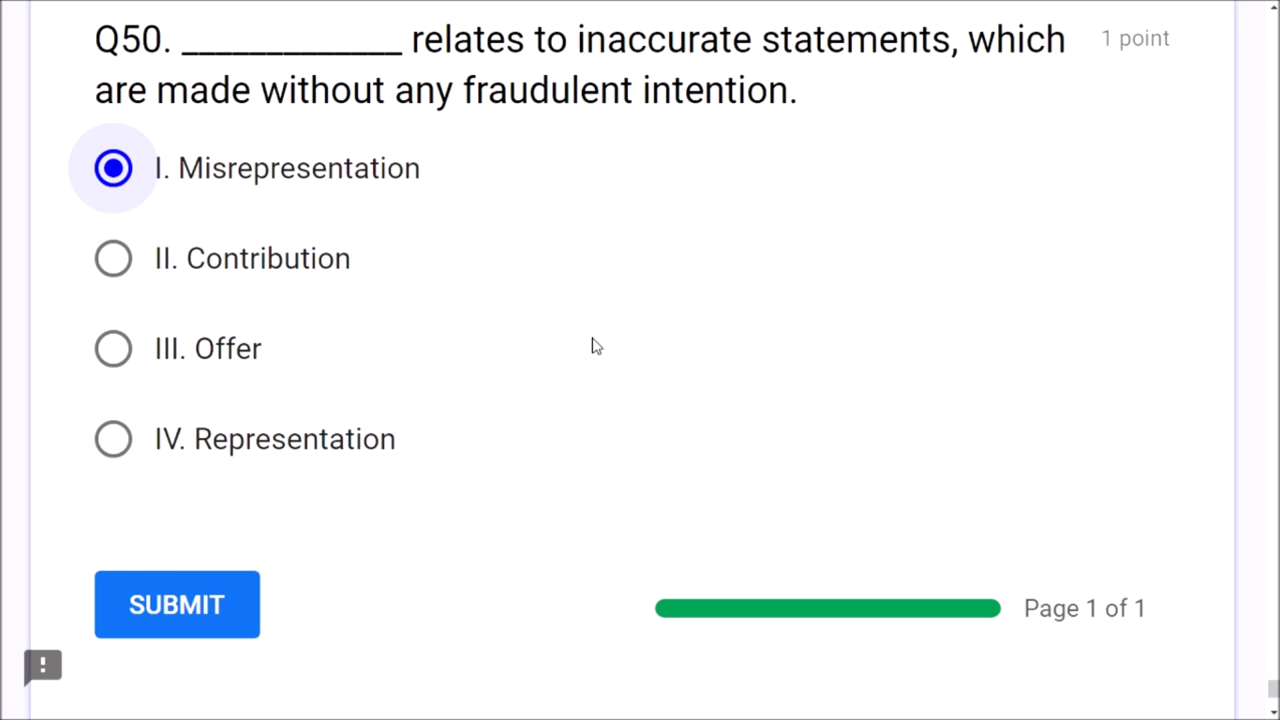 Q50. _____________ relates to inaccurate statements, which 1 point
are made without any fraudulent intention.
I. Misrepresentation
II. Contribution
III. Offer
IV. Representation
SUBMIT Page 1 of 1
!